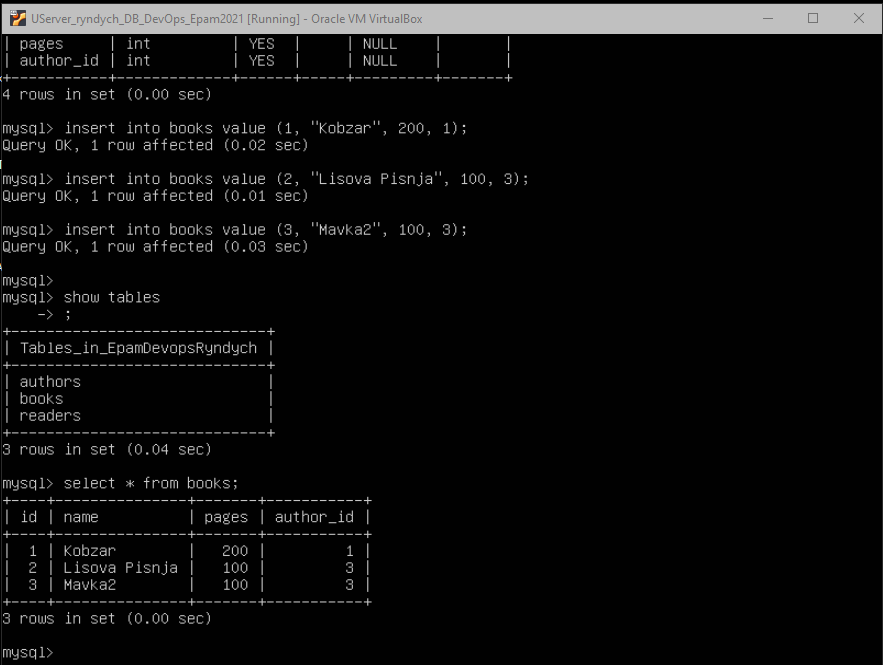 UServer_ryndych_DB_DevOps_Epam2021 [Running] - Oracle VM VirtualBox
| pages     | int          | YES  |     | NULL    |       |
| author_id | int          | YES  |     | NULL    |       |
+-----------+--------------+------+-----+---------+-------+
4 rows in set (0.00 sec)
mysql> insert into books value (1, "Kobzar", 200, 1);
Query OK, 1 row affected (0.02 sec)
mysql> insert into books value (2, "Lisova Pisnja", 100, 3);
Query OK, 1 row affected (0.01 sec)
mysql> insert into books value (3, "Mavka2", 100, 3);
Query OK, 1 row affected (0.03 sec)
mysql>
mysql> show tables
    -> ;
+-----------------------------+
| Tables_in_EpamDevopsRyndych |
+-----------------------------+
| authors                     |
| books                       |
| readers                     |
+-----------------------------+
3 rows in set (0.04 sec)
mysql> select * from books;
+----+---------------+-------+-----------+
| id | name          | pages | author_id |
+----+---------------+-------+-----------+
|  1 | Kobzar        |   200 |         1 |
|  2 | Lisova Pisnja |   100 |         3 |
|  3 | Mavka2        |   100 |         3 |
+----+---------------+-------+-----------+
3 rows in set (0.00 sec)
mysql>